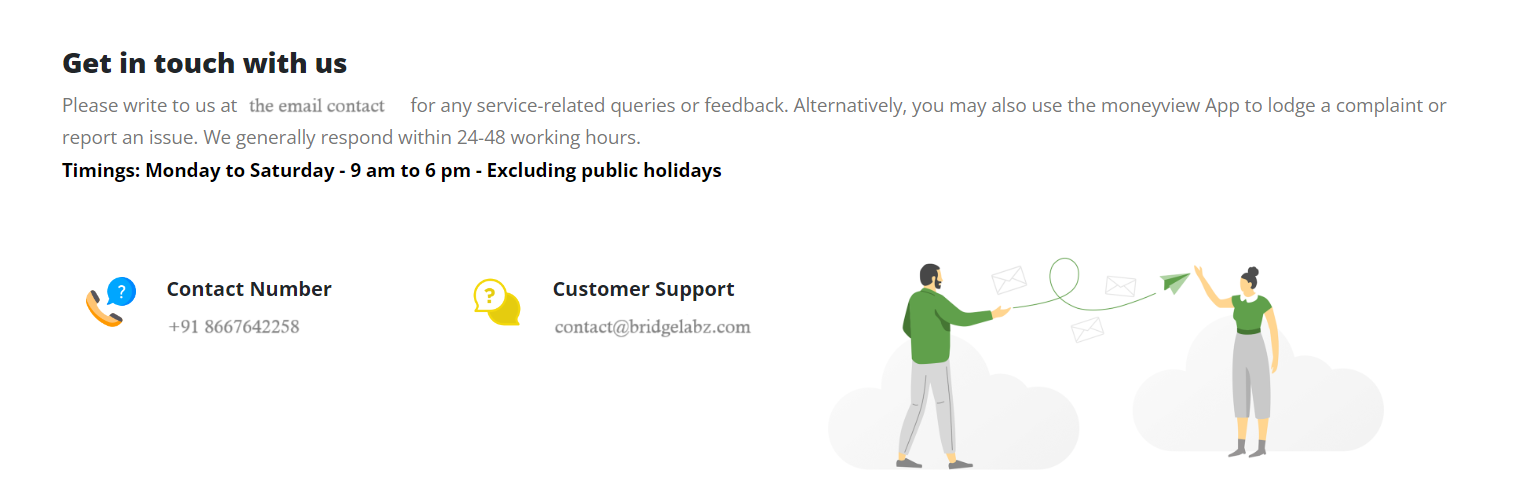 Get in touch with us
Please write to us at the email contact for any service-related queries or feedback. Alternatively, you may also use the moneyview App to lodge a complaint or
report an issue. We generally respond within 24-48 working hours.
Timings: Monday to Saturday - 9 am to 6 pm - Excluding public holidays
? Contact Number
+91 8667642258
? Customer Support
contact@bridgelabz.com